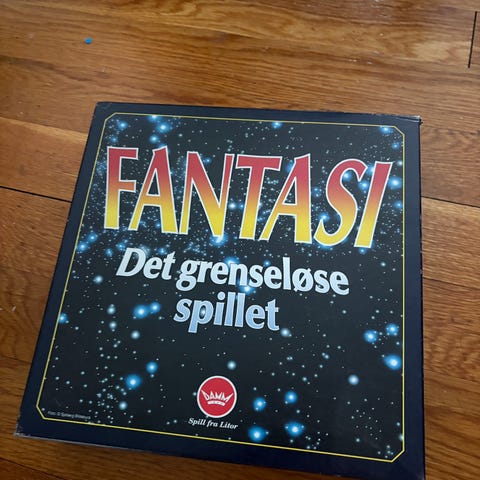 FANTASI
Det grenseløse
spillet
DAMM
Spill fra Litor